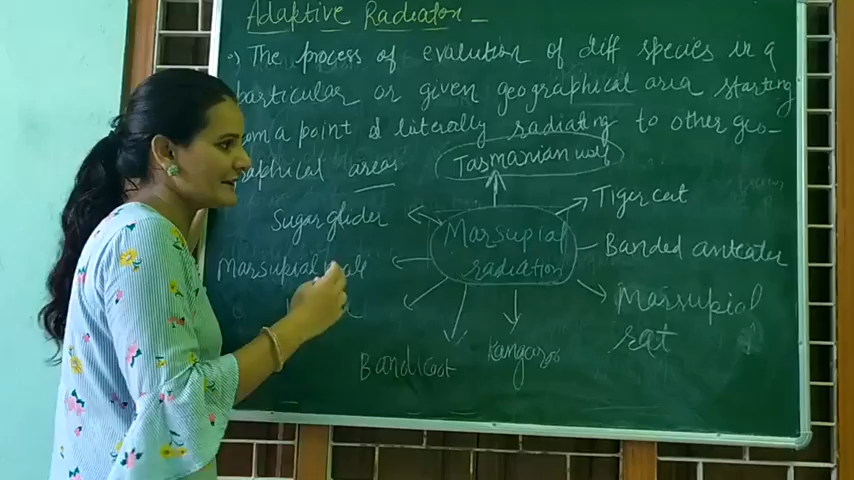 Adaptive Radiaton
The process of evalution of diff species in a
particular or given geographical area starting
from a point & literally radiating to other geo-
graphical areas
Tasmanian wolf
Sugar glider
Tiger cat
Marsupial
radiation
Banded anteater
Marsupial
Marsupial
rat
Bandicoot
Kangaroo